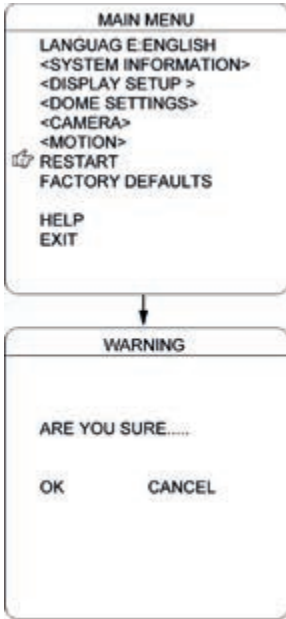 MAIN MENU
LANGUAG E:ENGLISH
<SYSTEM INFORMATION>
<DISPLAY SETUP >
<DOME SETTINGS>
<CAMERA>
<MOTION>
RESTART
FACTORY DEFAULTS
HELP
EXIT
WARNING
ARE YOU SURE.....
OK CANCEL